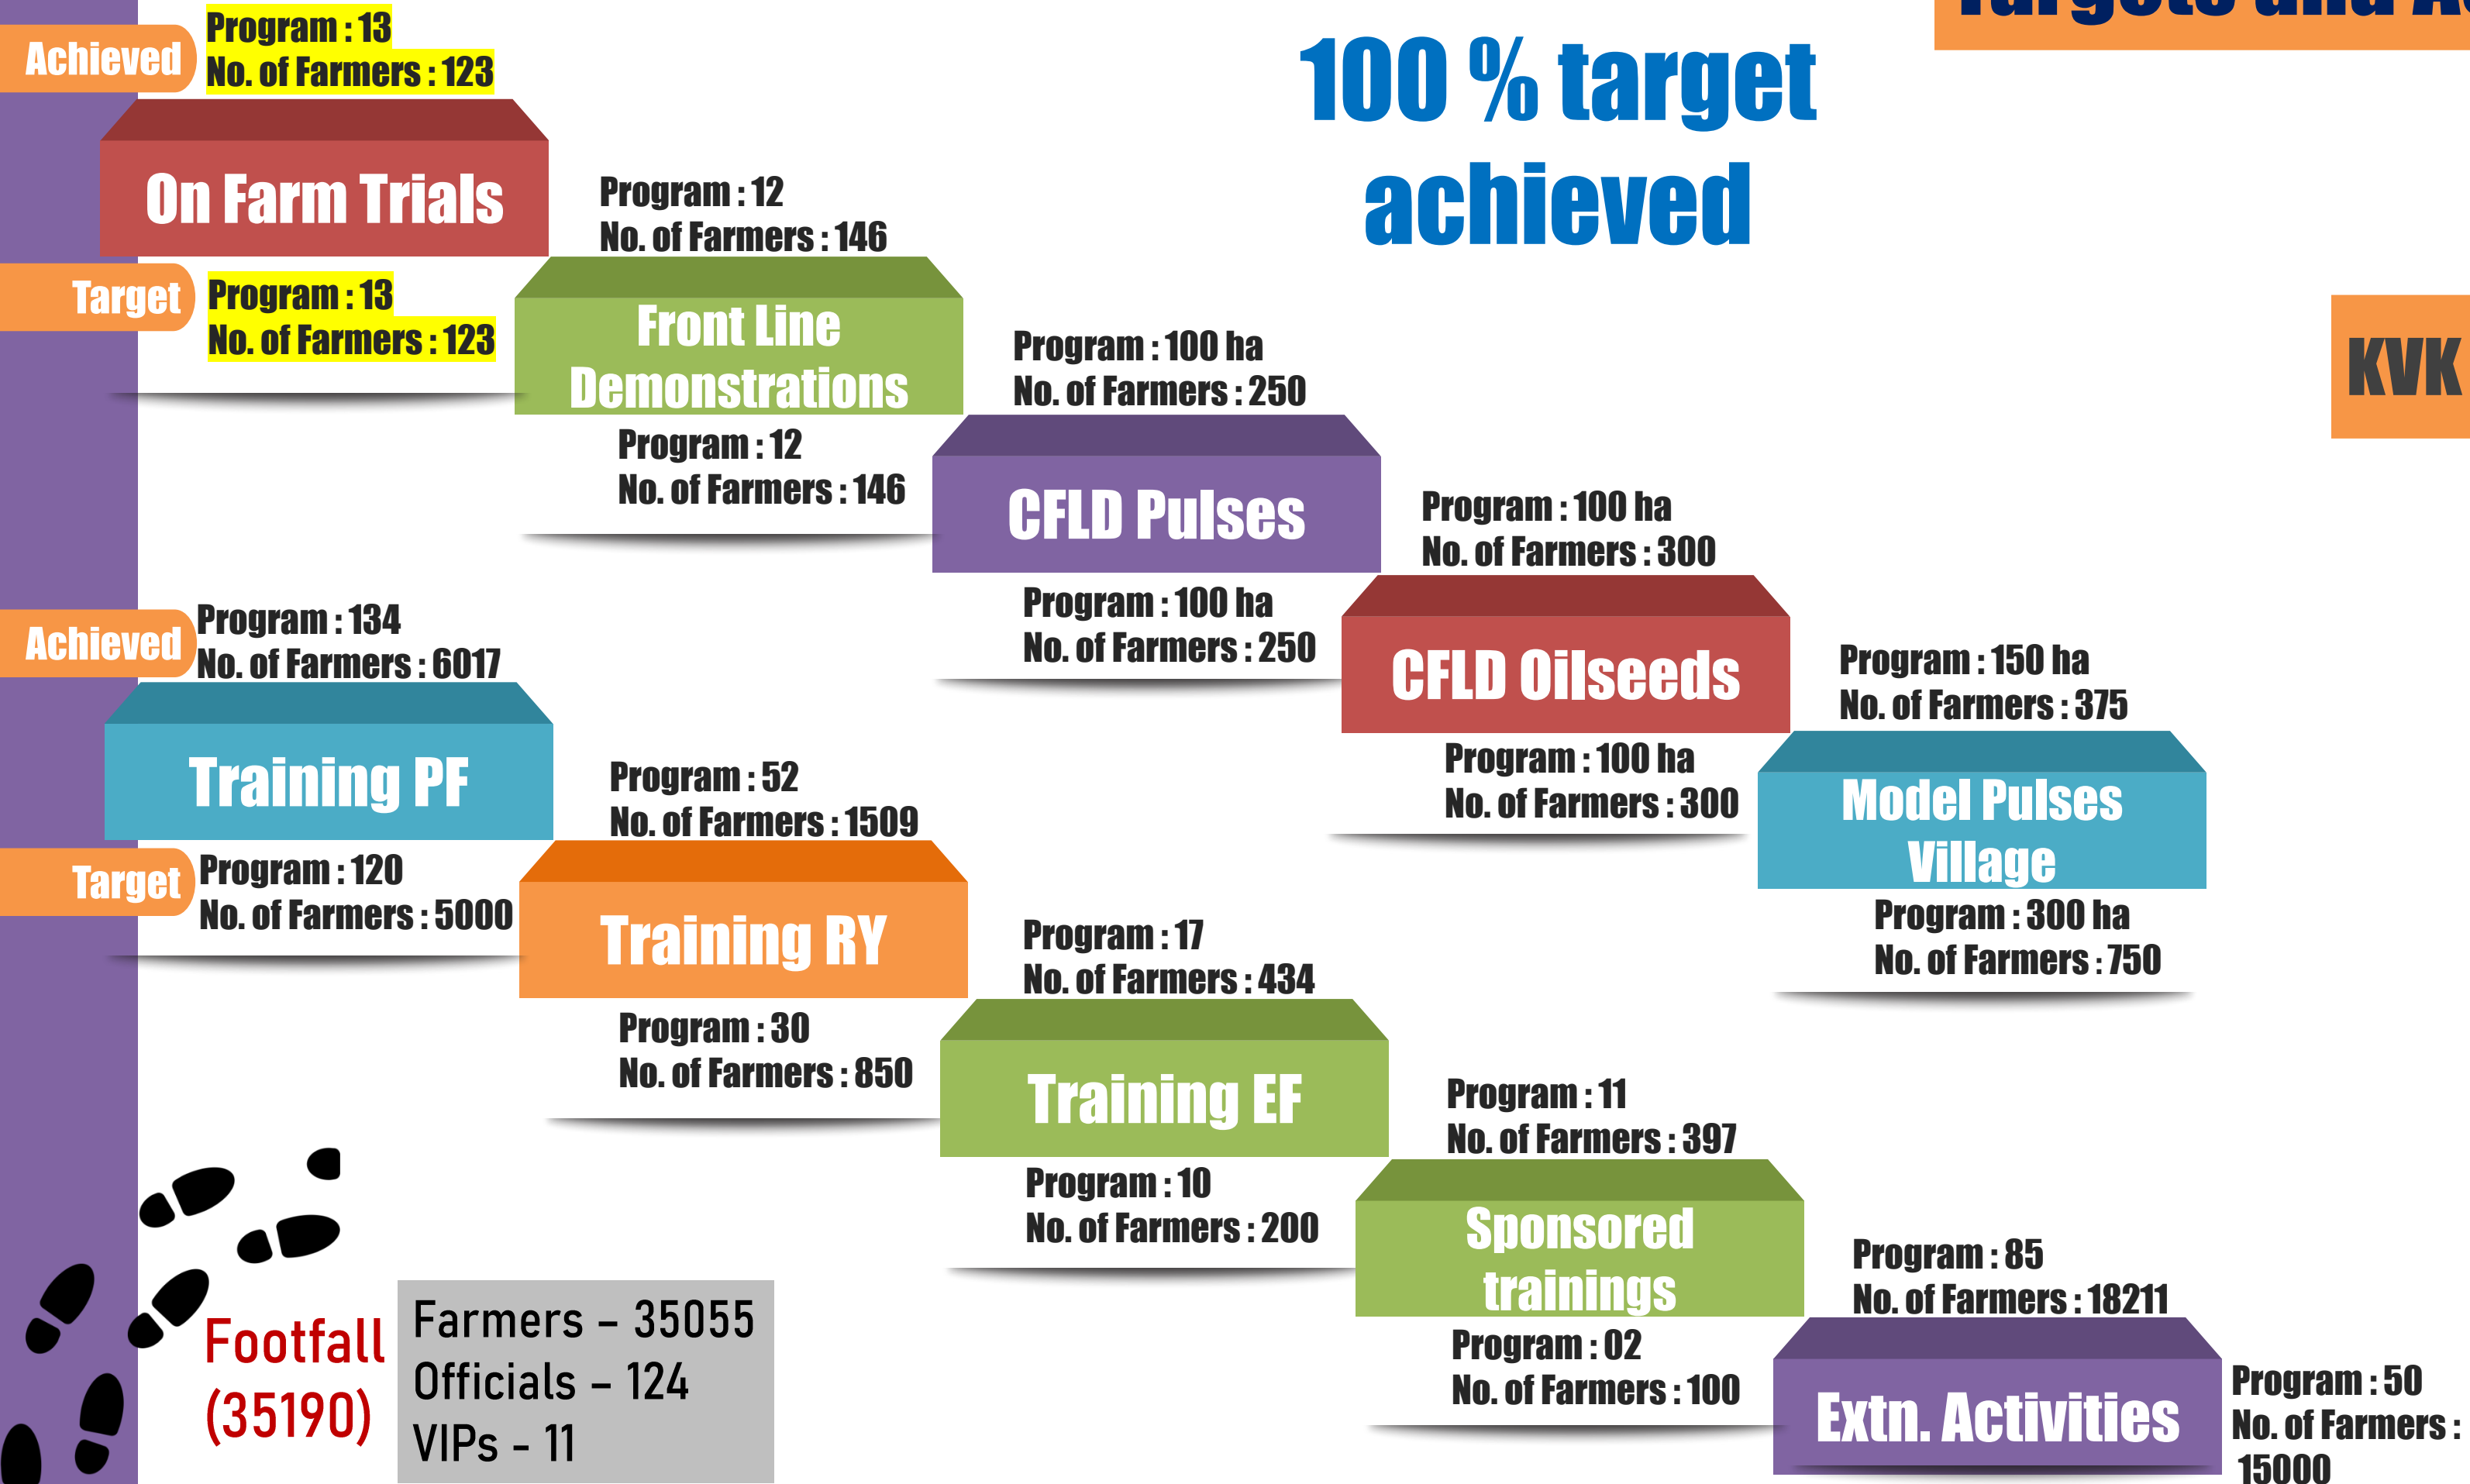 Targets and Ac
100 % target
achieved
KVK
Achieved
Program : 13
No. of Farmers : 123
On Farm Trials
Target
Program : 13
No. of Farmers : 123
Program : 12
No. of Farmers : 146
Front Line
Demonstrations
Program : 12
No. of Farmers : 146
Program : 100 ha
No. of Farmers : 250
CFLD Pulses
Program : 100 ha
No. of Farmers : 250
Program : 100 ha
No. of Farmers : 300
CFLD Oilseeds
Program : 100 ha
No. of Farmers : 300
Program : 150 ha
No. of Farmers : 375
Model Pulses
Village
Program : 300 ha
No. of Farmers : 750
Achieved
Program : 134
No. of Farmers : 6017
Training PF
Target
Program : 120
No. of Farmers : 5000
Program : 52
No. of Farmers : 1509
Training RY
Program : 30
No. of Farmers : 850
Program : 17
No. of Farmers : 434
Training EF
Program : 10
No. of Farmers : 200
Program : 11
No. of Farmers : 397
Sponsored
trainings
Program : 02
No. of Farmers : 100
Program : 85
No. of Farmers : 18211
Extn. Activities
Program : 50
No. of Farmers :
15000
Footfall
(35190)
Farmers – 35055
Officials – 124
VIPs - 11